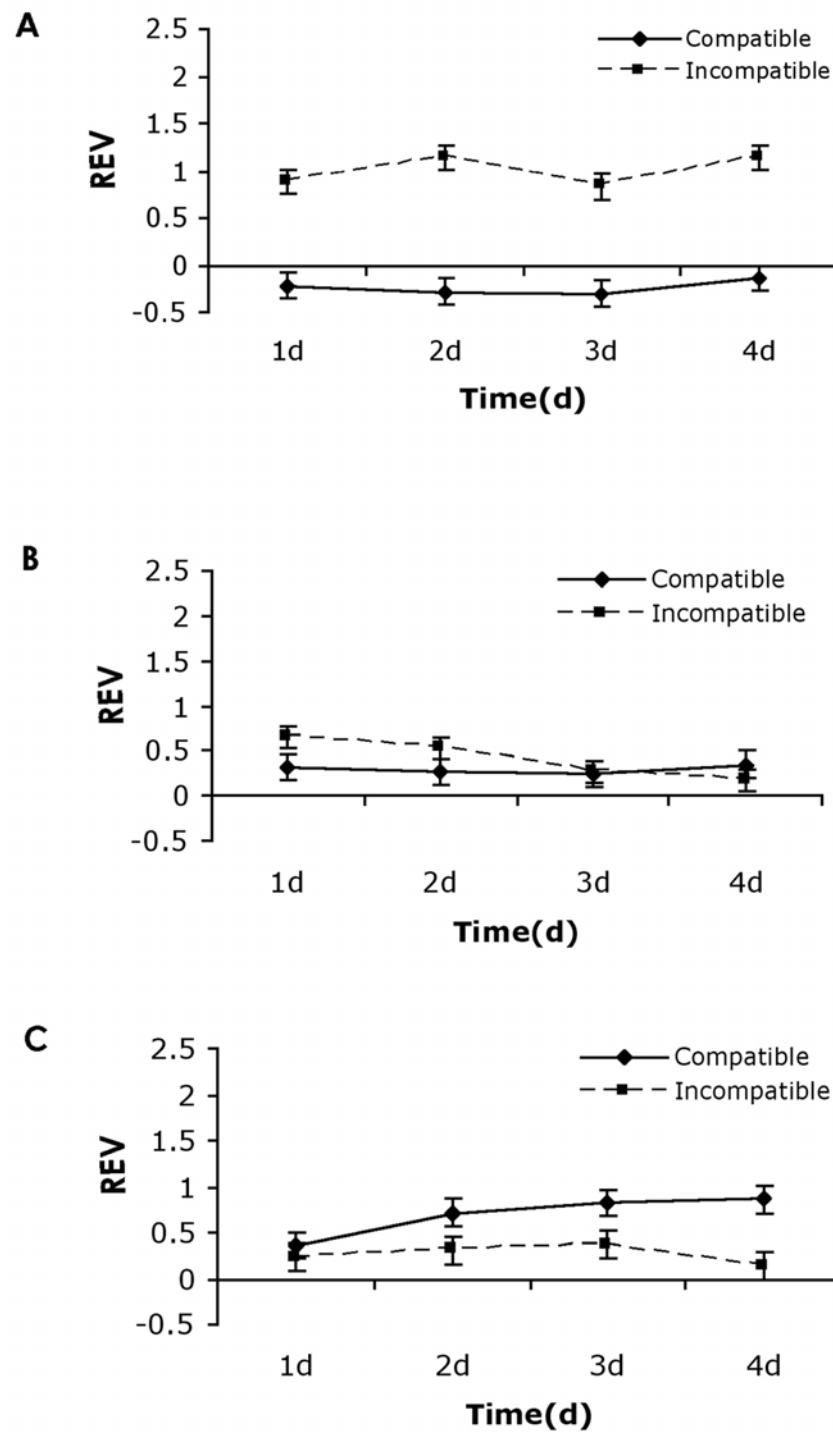 A
2.5
Compatible
2
Incompatible
1.5
REV
1
0.5
0
-0.5
1d 2d 3d 4d
Time(d)
B
2.5
Compatible
2
Incompatible
1.5
REV
1
0.5
0
-0.5
1d 2d 3d 4d
Time(d)
C
2.5
Compatible
2
Incompatible
1.5
REV
1
0.5
0
-0.5
1d 2d 3d 4d
Time(d)